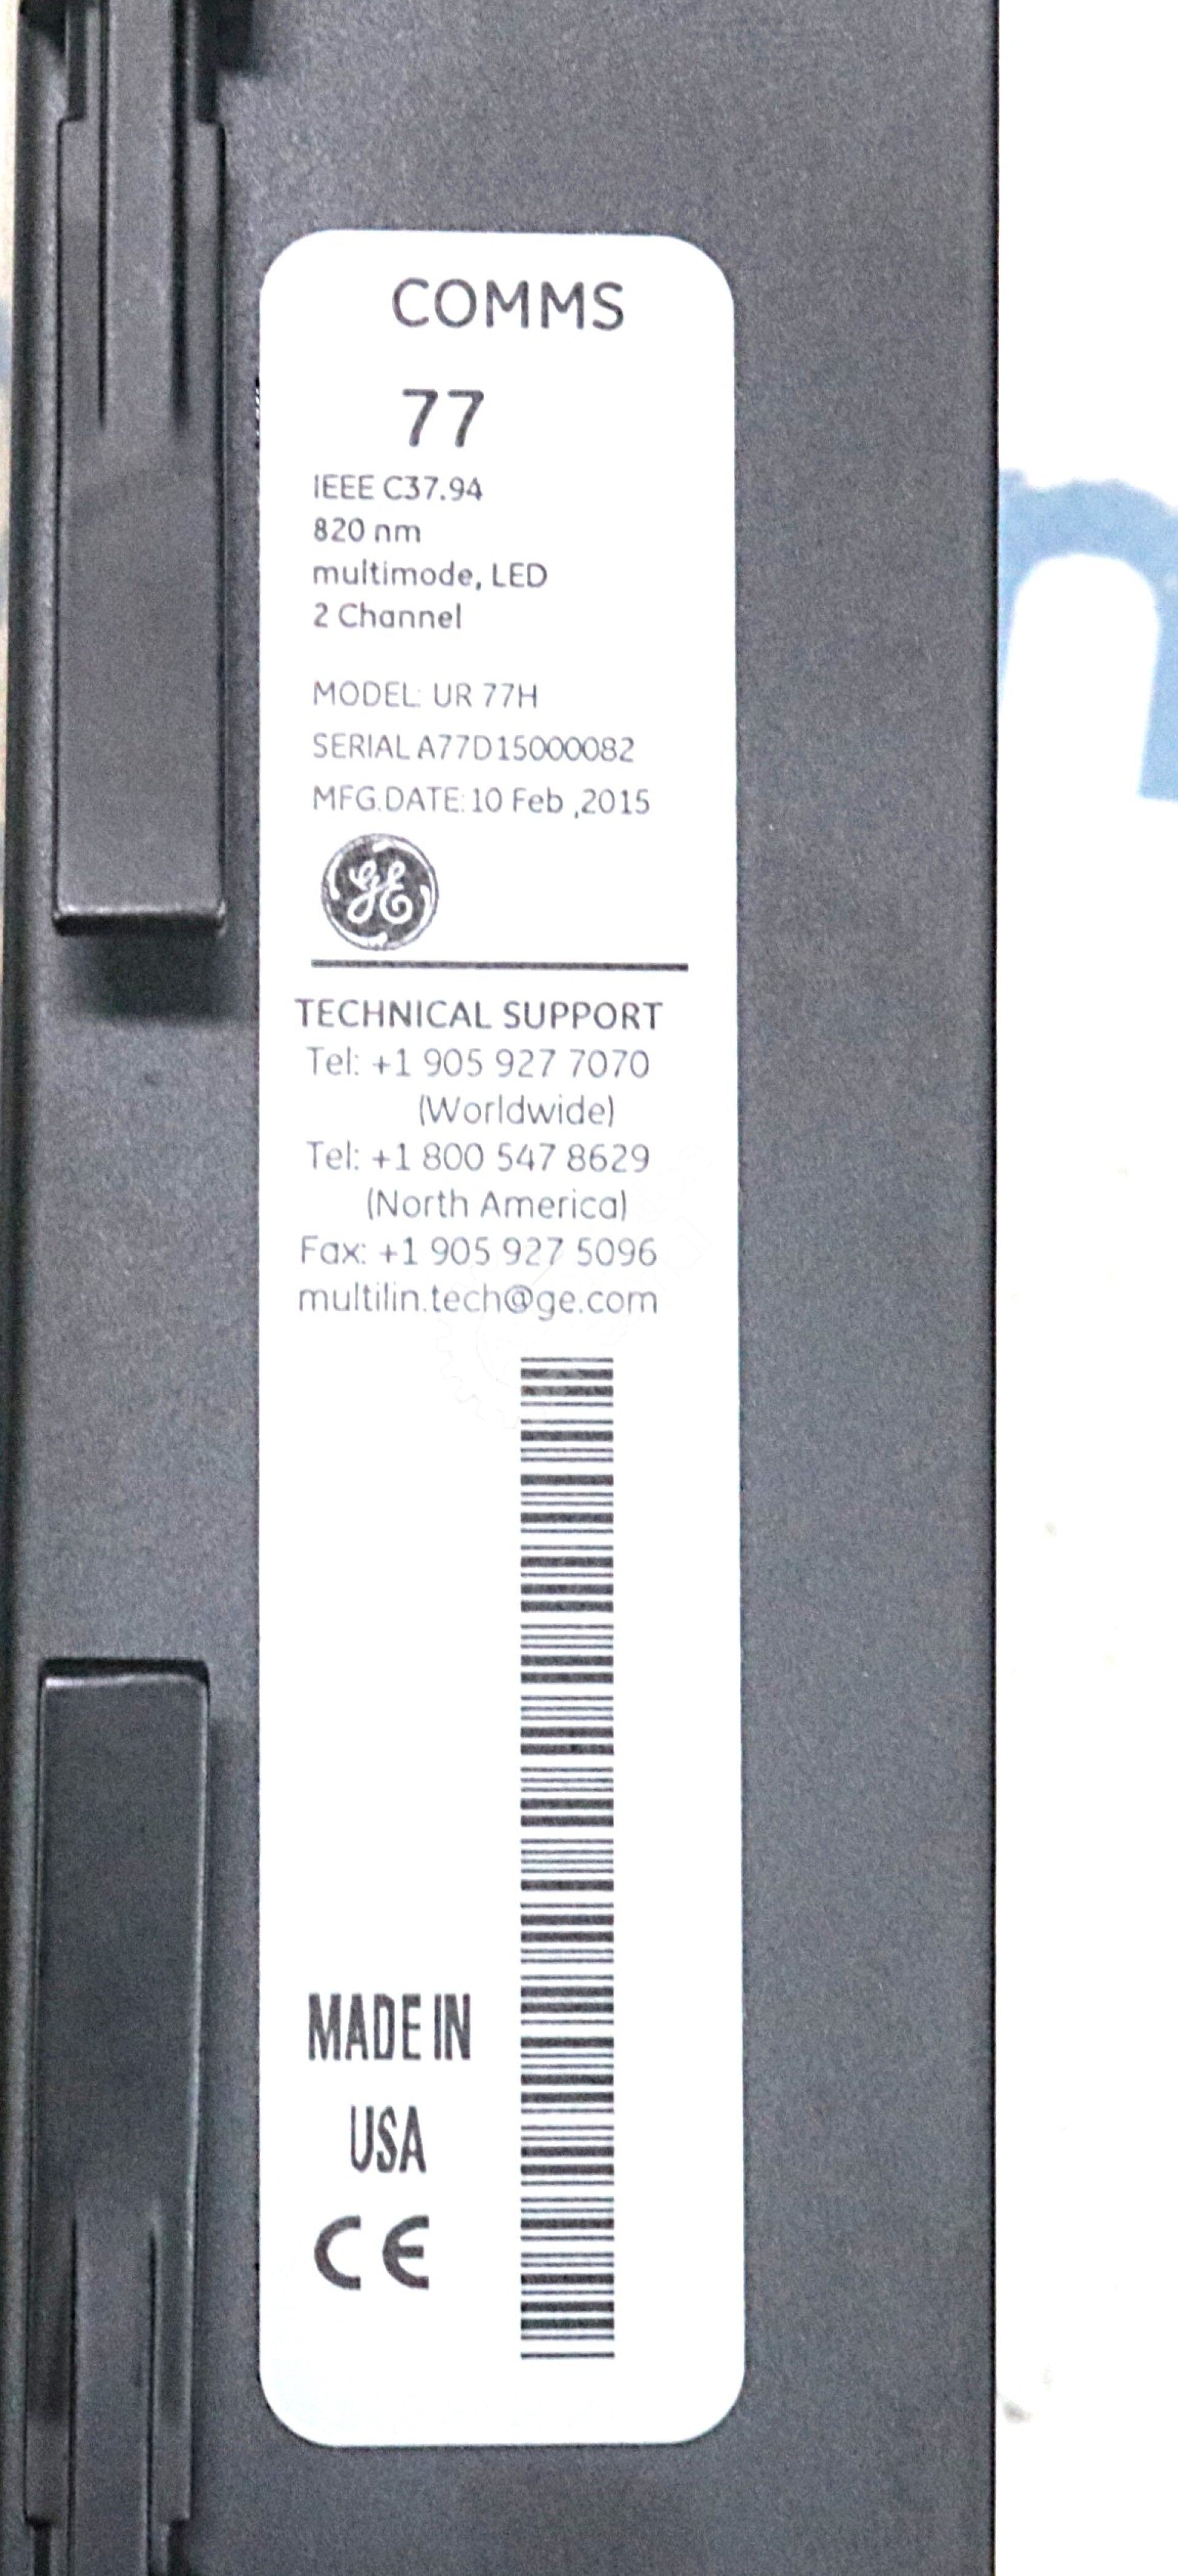 COMMS
77
IEEE C37.94
820 nm
multimode, LED
2 Channel
MODEL: UR 77H
SERIAL A77D15000082
MFG.DATE: 10 Feb ,2015
GE
TECHNICAL SUPPORT
Tel: +1 905 927 7070
(Worldwide)
Tel: +1 800 547 8629
(North America)
Fax: +1 905 927 5096
multilin.tech@ge.com
MADE IN
USA
CE